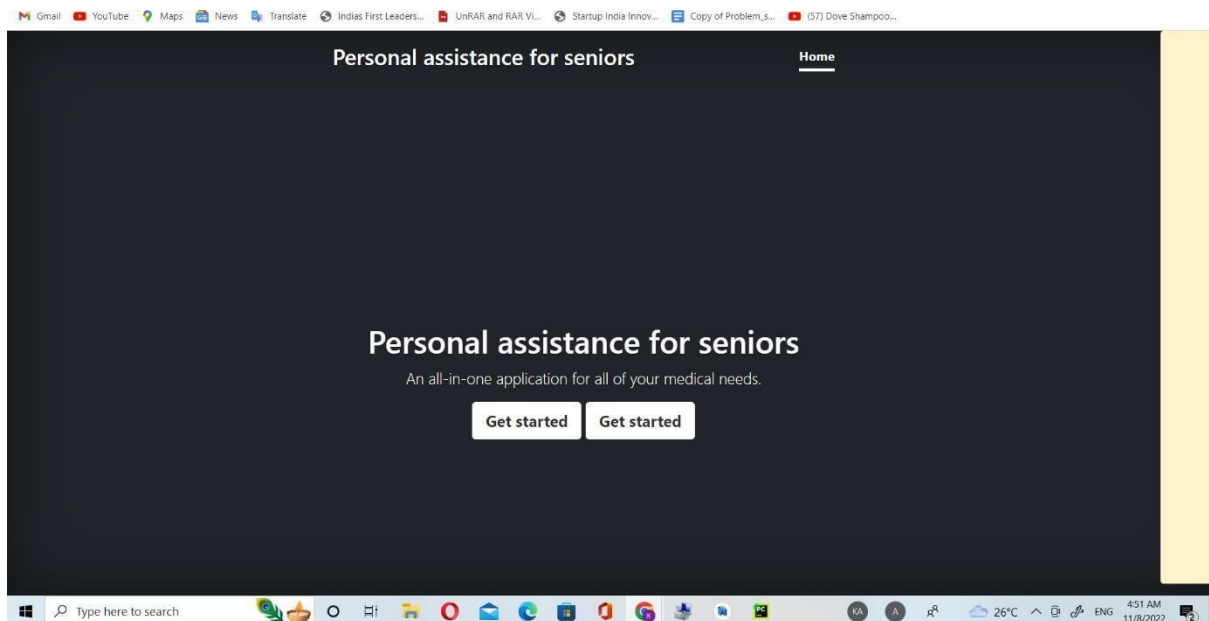 Gmail YouTube Maps News Translate Indias First Leaders... UnRAR and RAR Vi... Startup India Innov... Copy of Problem_s... (57) Dove Shampoo...
Personal assistance for seniors Home
Personal assistance for seniors
An all-in-one application for all of your medical needs.
Get started Get started
Type here to search KA A 26°C ENG 4:51 AM
11/8/2022 2